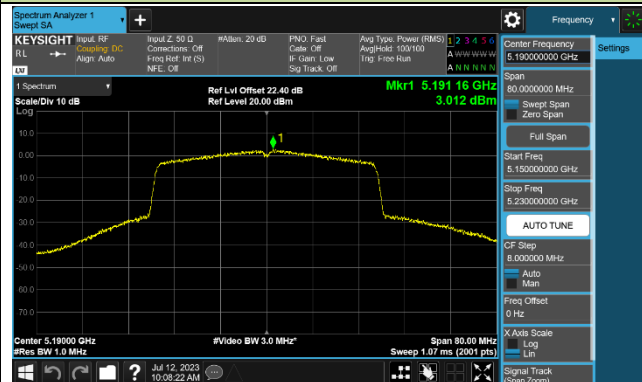 Spectrum Analyzer 1
Swept SA
+
Frequency
KEYSIGHT
RL
LXI
Input: RF
Coupling: DC
Align: Auto
Input Z: 50 Ω
Corrections: Off
Freq Ref: Int (S)
NFE: Off
#Atten: 20 dB
PNO: Fast
Gate: Off
IF Gain: Low
Sig Track: Off
Avg Type: Power (RMS)
Avg|Hold: 100/100
Trig: Free Run
1 2 3 4 5 6
A W W W W W
A N N N N N
1 Spectrum
Scale/Div 10 dB
Log
Ref Lvl Offset 22.40 dB
Ref Level 20.00 dBm
Mkr1 5.191 16 GHz
3.012 dBm
10.0
0.00
-10.0
-20.0
-30.0
-40.0
-50.0
-60.0
-70.0
1
Center 5.19000 GHz
#Res BW 1.0 MHz
#Video BW 3.0 MHz*
Span 80.00 MHz
Sweep 1.07 ms (2001 pts)
Jul 12, 2023
10:08:22 AM
Center Frequency
5.190000000 GHz
Settings
Span
80.0000000 MHz
Swept Span
Zero Span
Full Span
Start Freq
5.150000000 GHz
Stop Freq
5.230000000 GHz
AUTO TUNE
CF Step
8.000000 MHz
Auto
Man
Freq Offset
0 Hz
X Axis Scale
Log
Lin
Signal Track
(Span Zoom)